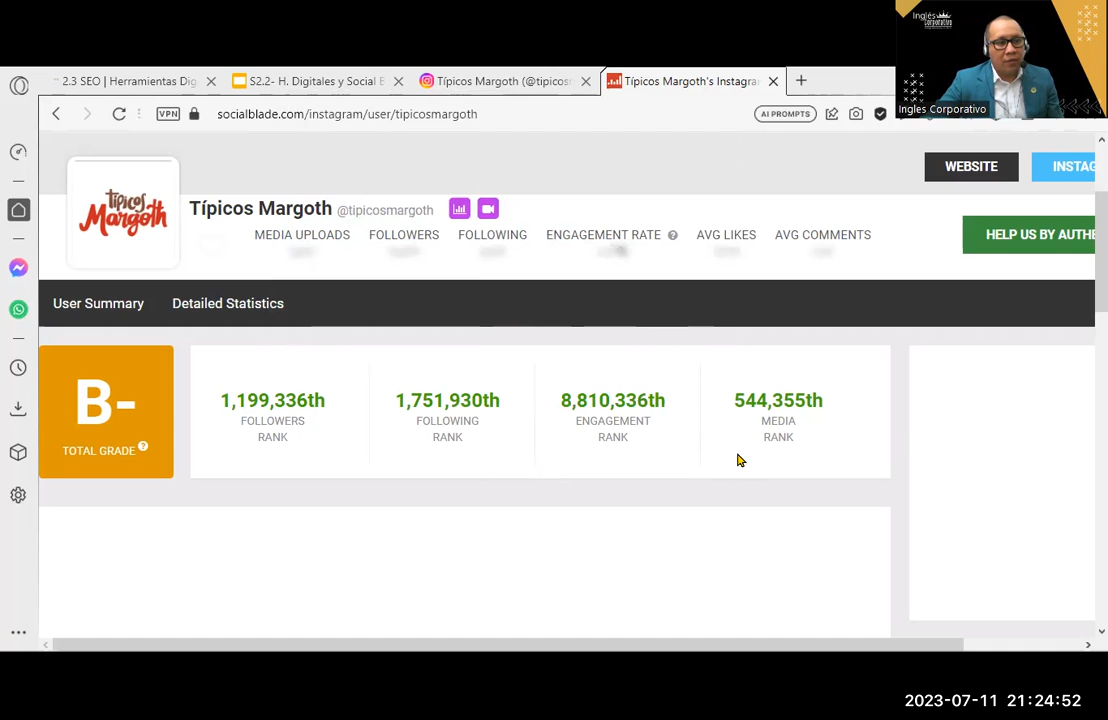 Inglés
Corporativo
Ingles Corporativo
2.3 SEO | Herramientas Dig
S2.2- H. Digitales y Social B
Típicos Margoth (@tipicos
Típicos Margoth's Instagra
VPN
socialblade.com/instagram/user/tipicosmargoth
AI PROMPTS
WEBSITE
INSTAG
típicos
Margoth
Típicos Margoth @tipicosmargoth
MEDIA UPLOADS
FOLLOWERS
FOLLOWING
ENGAGEMENT RATE
AVG LIKES
AVG COMMENTS
HELP US BY AUTHE
User Summary
Detailed Statistics
B-
TOTAL GRADE
1,199,336th
FOLLOWERS
RANK
1,751,930th
FOLLOWING
RANK
8,810,336th
ENGAGEMENT
RANK
544,355th
MEDIA
RANK
2023-07-11 21:24:52